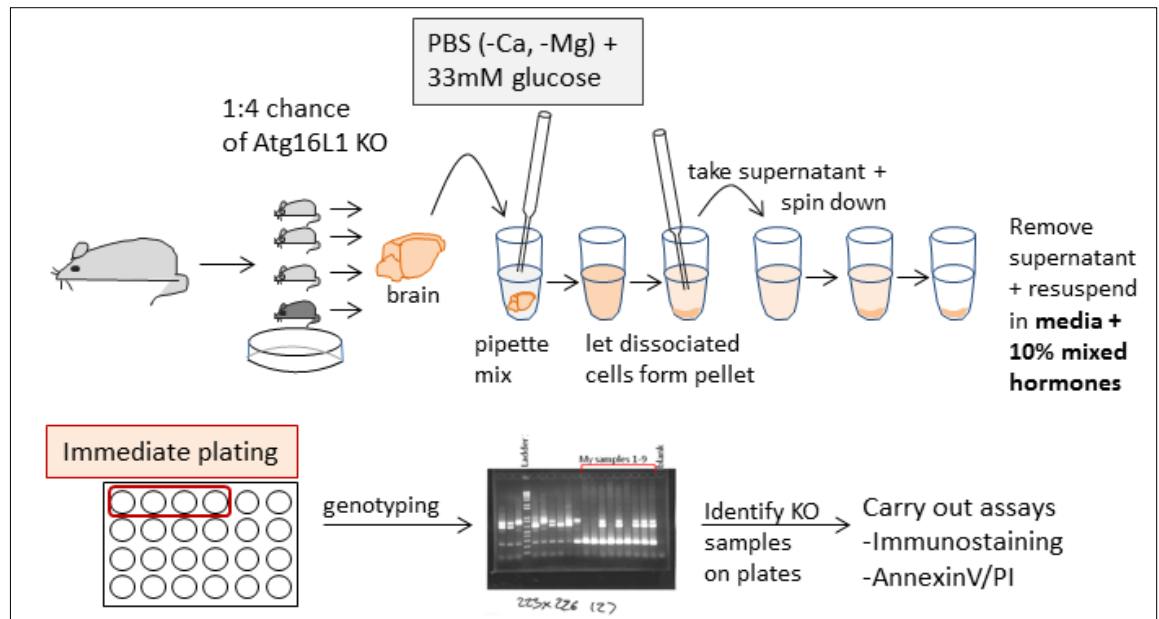 PBS (-Ca, -Mg) +
33mM glucose
1:4 chance
of Atg16L1 KO
take supernatant +
spin down
brain
pipette
mix
let dissociated
cells form pellet
Remove
supernatant
+ resuspend
in media +
10% mixed
hormones
Immediate plating
genotyping
Ladder
My samples 1-9
blank
223x226 (2)
Identify KO
samples
on plates
Carry out assays
-Immunostaining
-AnnexinV/PI